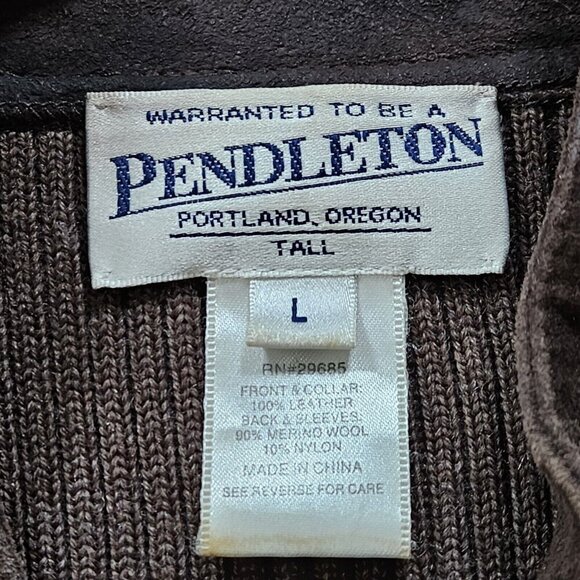 WARRANTED TO BE A
PENDLETON
PORTLAND, OREGON
TALL
L
RN#29685
FRONT & COLLAR:
100% LEATHER
BACK & SLEEVES:
90% MERINO WOOL
10% NYLON
MADE IN CHINA
SEE REVERSE FOR CARE